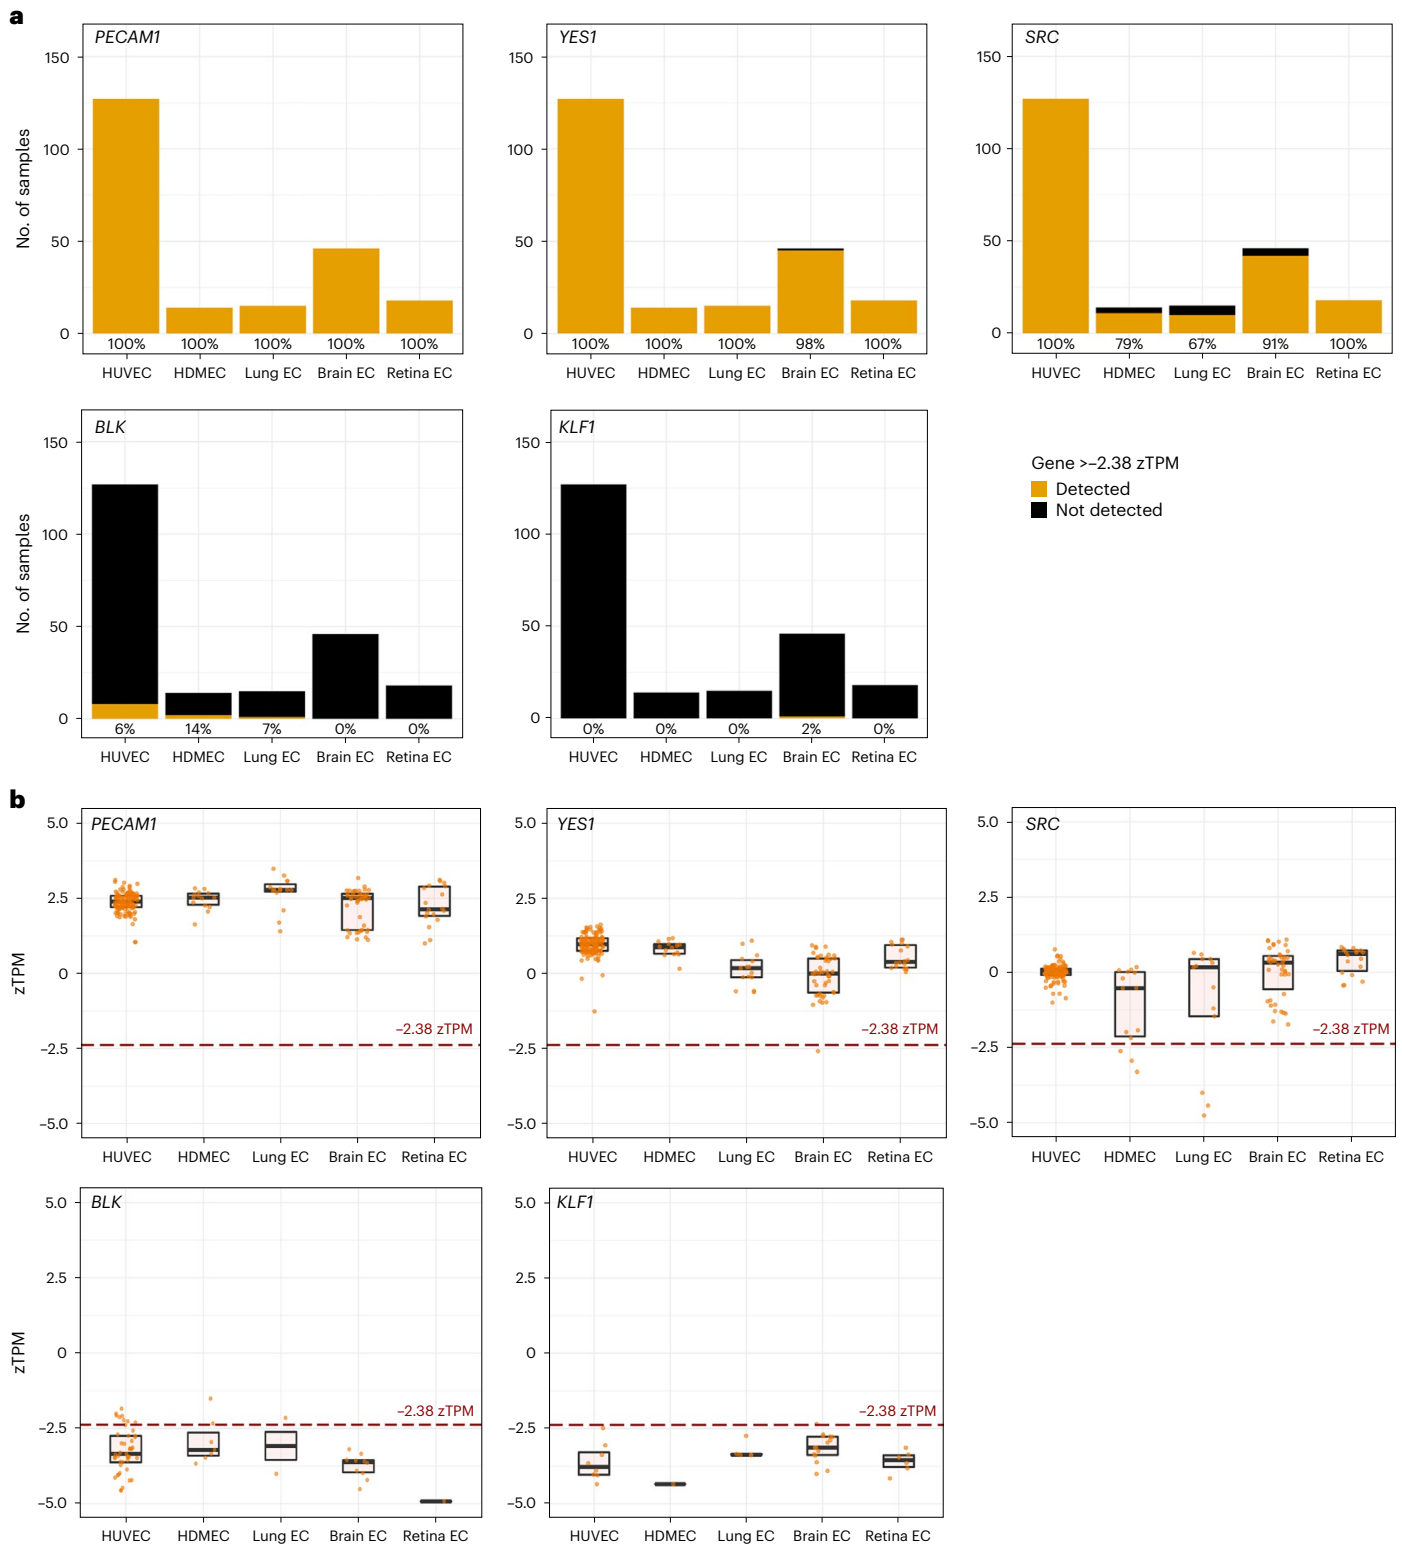 a
PECAM1
YES1
SRC
150
100
50
0
No. of samples
100% 100% 100% 100% 100%
HUVEC HDMEC Lung EC Brain EC Retina EC
150
100
50
0
100% 100% 100% 98% 100%
HUVEC HDMEC Lung EC Brain EC Retina EC
150
100
50
0
100% 79% 67% 91% 100%
HUVEC HDMEC Lung EC Brain EC Retina EC
BLK
150
100
50
0
No. of samples
6% 14% 7% 0% 0%
HUVEC HDMEC Lung EC Brain EC Retina EC
KLF1
150
100
50
0
0% 0% 0% 2% 0%
HUVEC HDMEC Lung EC Brain EC Retina EC
Gene >–2.38 zTPM
Detected
Not detected
b
PECAM1
5.0
2.5
0
–2.5
–5.0
zTPM
–2.38 zTPM
HUVEC HDMEC Lung EC Brain EC Retina EC
YES1
5.0
2.5
0
–2.5
–5.0
–2.38 zTPM
HUVEC HDMEC Lung EC Brain EC Retina EC
SRC
5.0
2.5
0
–2.5
–5.0
–2.38 zTPM
HUVEC HDMEC Lung EC Brain EC Retina EC
BLK
5.0
2.5
0
–2.5
–5.0
zTPM
–2.38 zTPM
HUVEC HDMEC Lung EC Brain EC Retina EC
KLF1
5.0
2.5
0
–2.5
–5.0
–2.38 zTPM
HUVEC HDMEC Lung EC Brain EC Retina EC